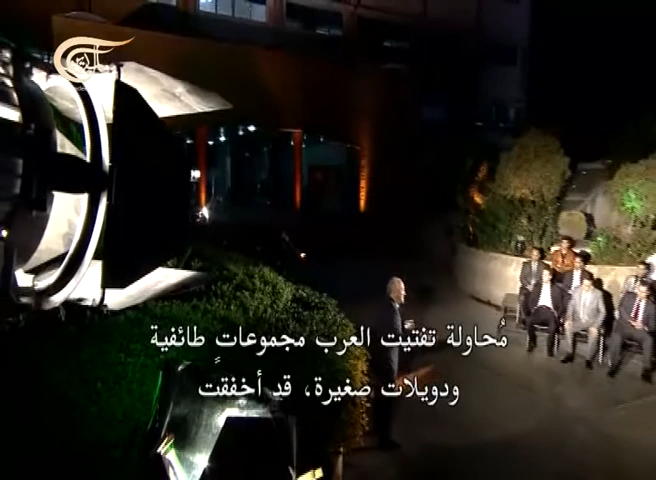 مُحاولة تفتيت العرب مجموعاتٍ طائفية
ودويلات صغيرة، قد أخفقت